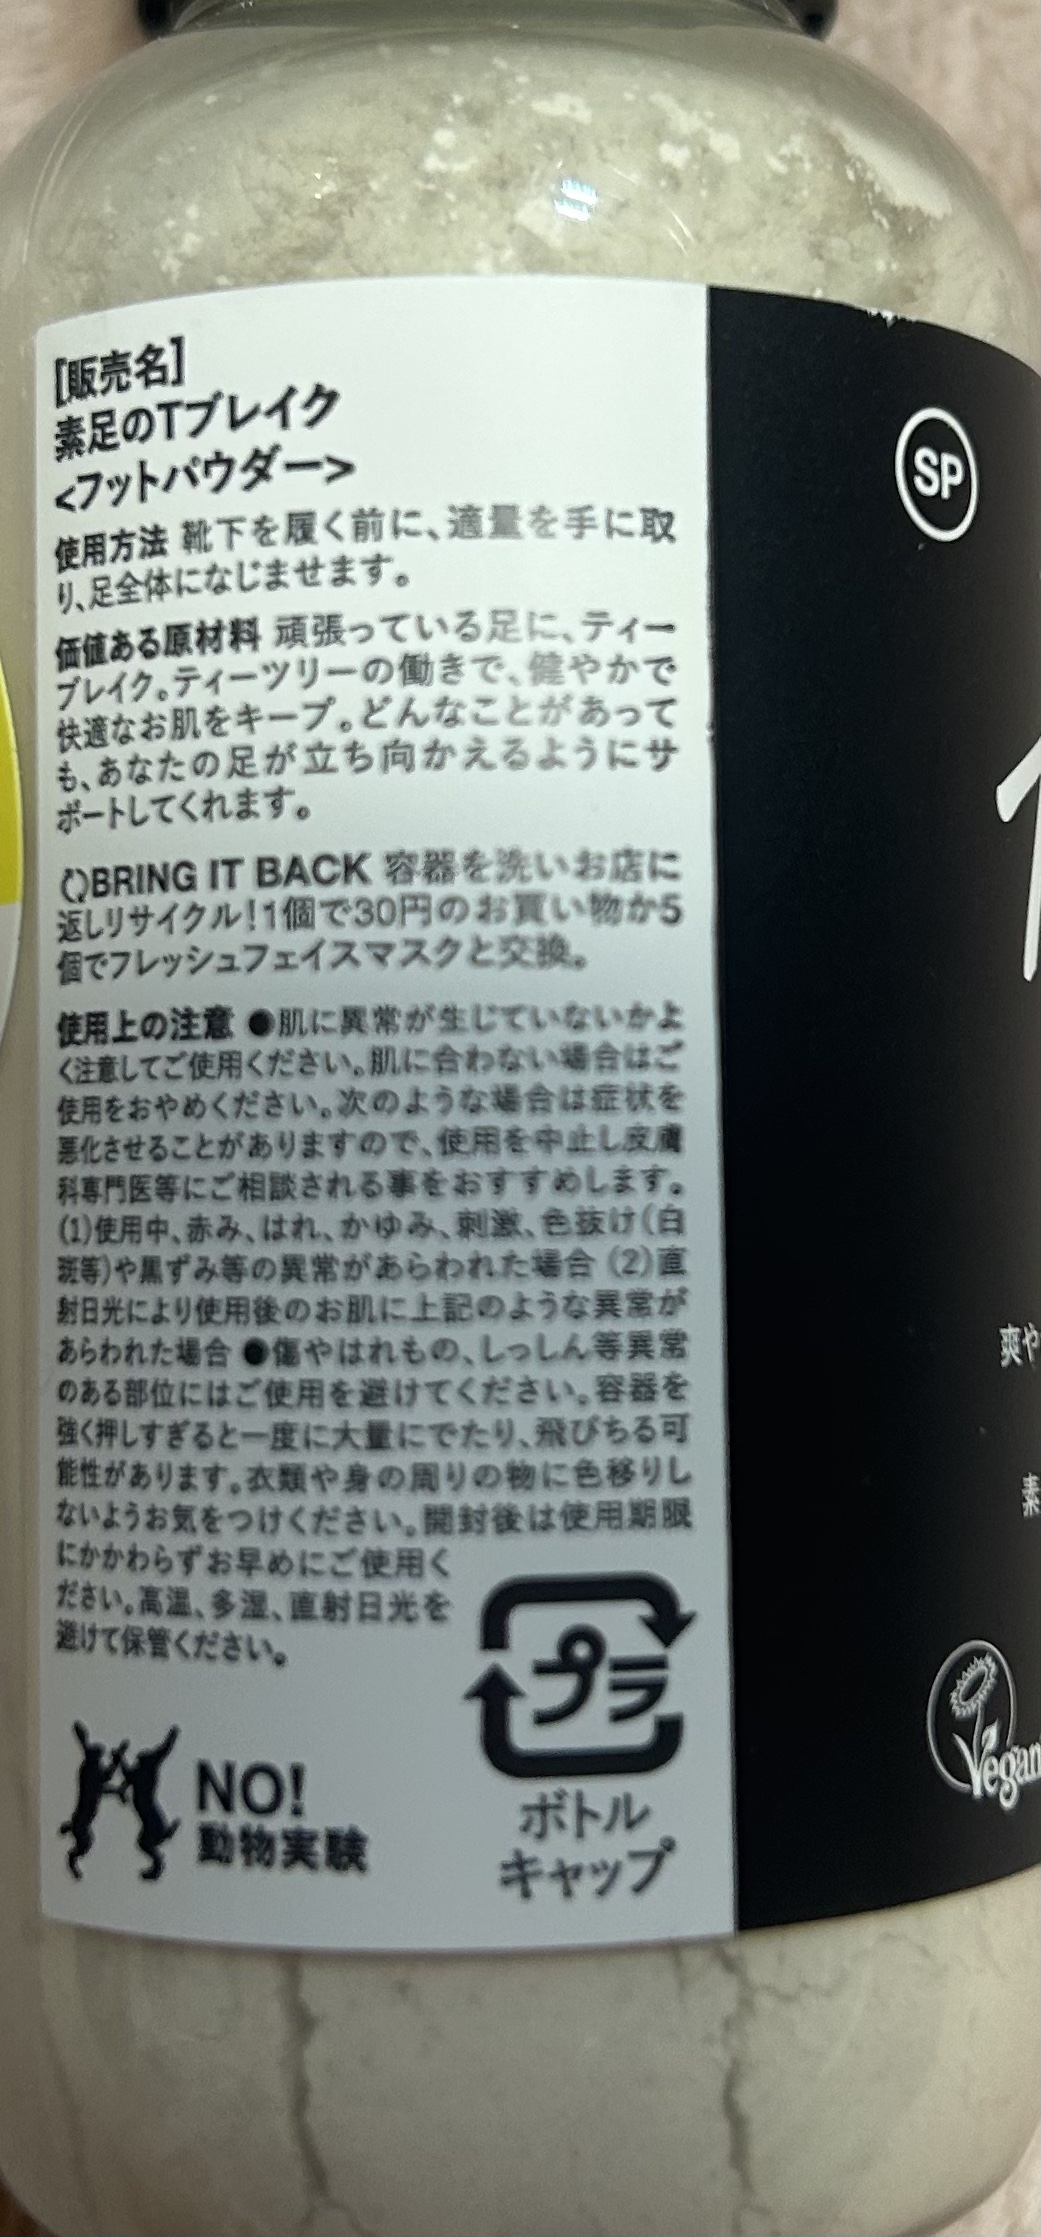 [販売名]
素足のTブレイク
<フットパウダー>
使用方法 靴下を履く前に、適量を手に取
り、足全体になじませます。
価値ある原材料 頑張っている足に、ティー
ブレイク。ティーツリーの働きで、健やかで
快適なお肌をキープ。どんなことがあって
も、あなたの足が立ち向かえるようにサ
ポートしてくれます。
BRING IT BACK 容器を洗いお店に
返しリサイクル!1個で30円のお買い物か5
個でフレッシュフェイスマスクと交換。
使用上の注意 ●肌に異常が生じていないかよ
く注意してご使用ください。肌に合わない場合はご
使用をおやめください。次のような場合は症状を
悪化させることがありますので、使用を中止し皮膚
科専門医等にご相談される事をおすすめします。
(1)使用中、赤み、はれ、かゆみ、刺激、色抜け(白
斑等)や黒ずみ等の異常があらわれた場合 (2)直
射日光により使用後のお肌に上記のような異常が
あらわれた場合 ●傷やはれもの、しっしん等異常
のある部位にはご使用を避けてください。容器を
強く押しすぎると一度に大量にでたり、飛びちる可
能性があります。衣類や身の周りの物に色移りし
ないようお気をつけください。開封後は使用期限
にかかわらずお早めにご使用く
ださい。高温、多湿、直射日光を
避けて保管ください。
プラ
ボトル
キャップ
NO!
動物実験
SP
爽や
素
Vegan